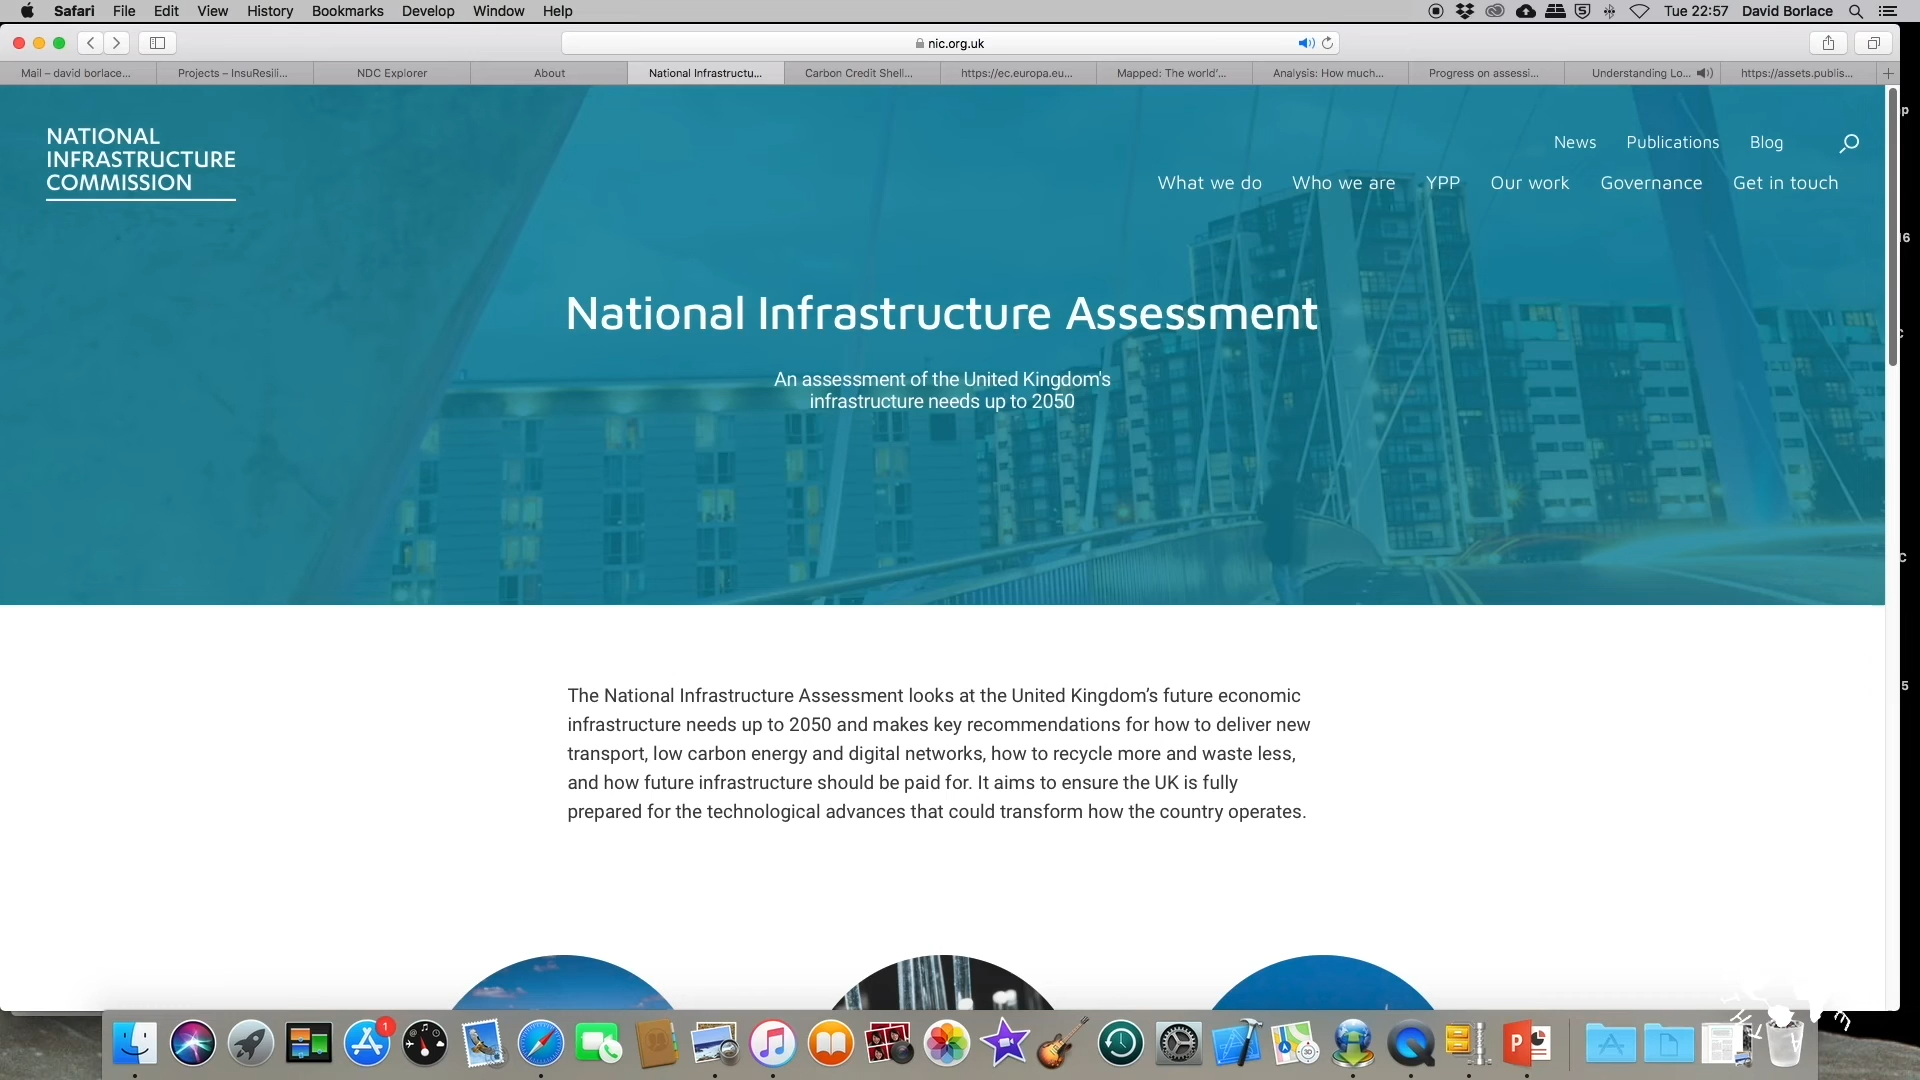 Safari File Edit View History Bookmarks Develop Window Help Tue 22:57 David Borlace
nic.org.uk
Mail – david borlace... Projects – InsuResili... NDC Explorer About National Infrastructu... Carbon Credit Shell... https://ec.europa.eu... Mapped: The world'... Analysis: How much... Progress on assessi... Understanding Lo... https://assets.publis...
NATIONAL
INFRASTRUCTURE
COMMISSION
News Publications Blog
What we do Who we are YPP Our work Governance Get in touch
National Infrastructure Assessment
An assessment of the United Kingdom's
infrastructure needs up to 2050
The National Infrastructure Assessment looks at the United Kingdom’s future economic
infrastructure needs up to 2050 and makes key recommendations for how to deliver new
transport, low carbon energy and digital networks, how to recycle more and waste less,
and how future infrastructure should be paid for. It aims to ensure the UK is fully
prepared for the technological advances that could transform how the country operates.